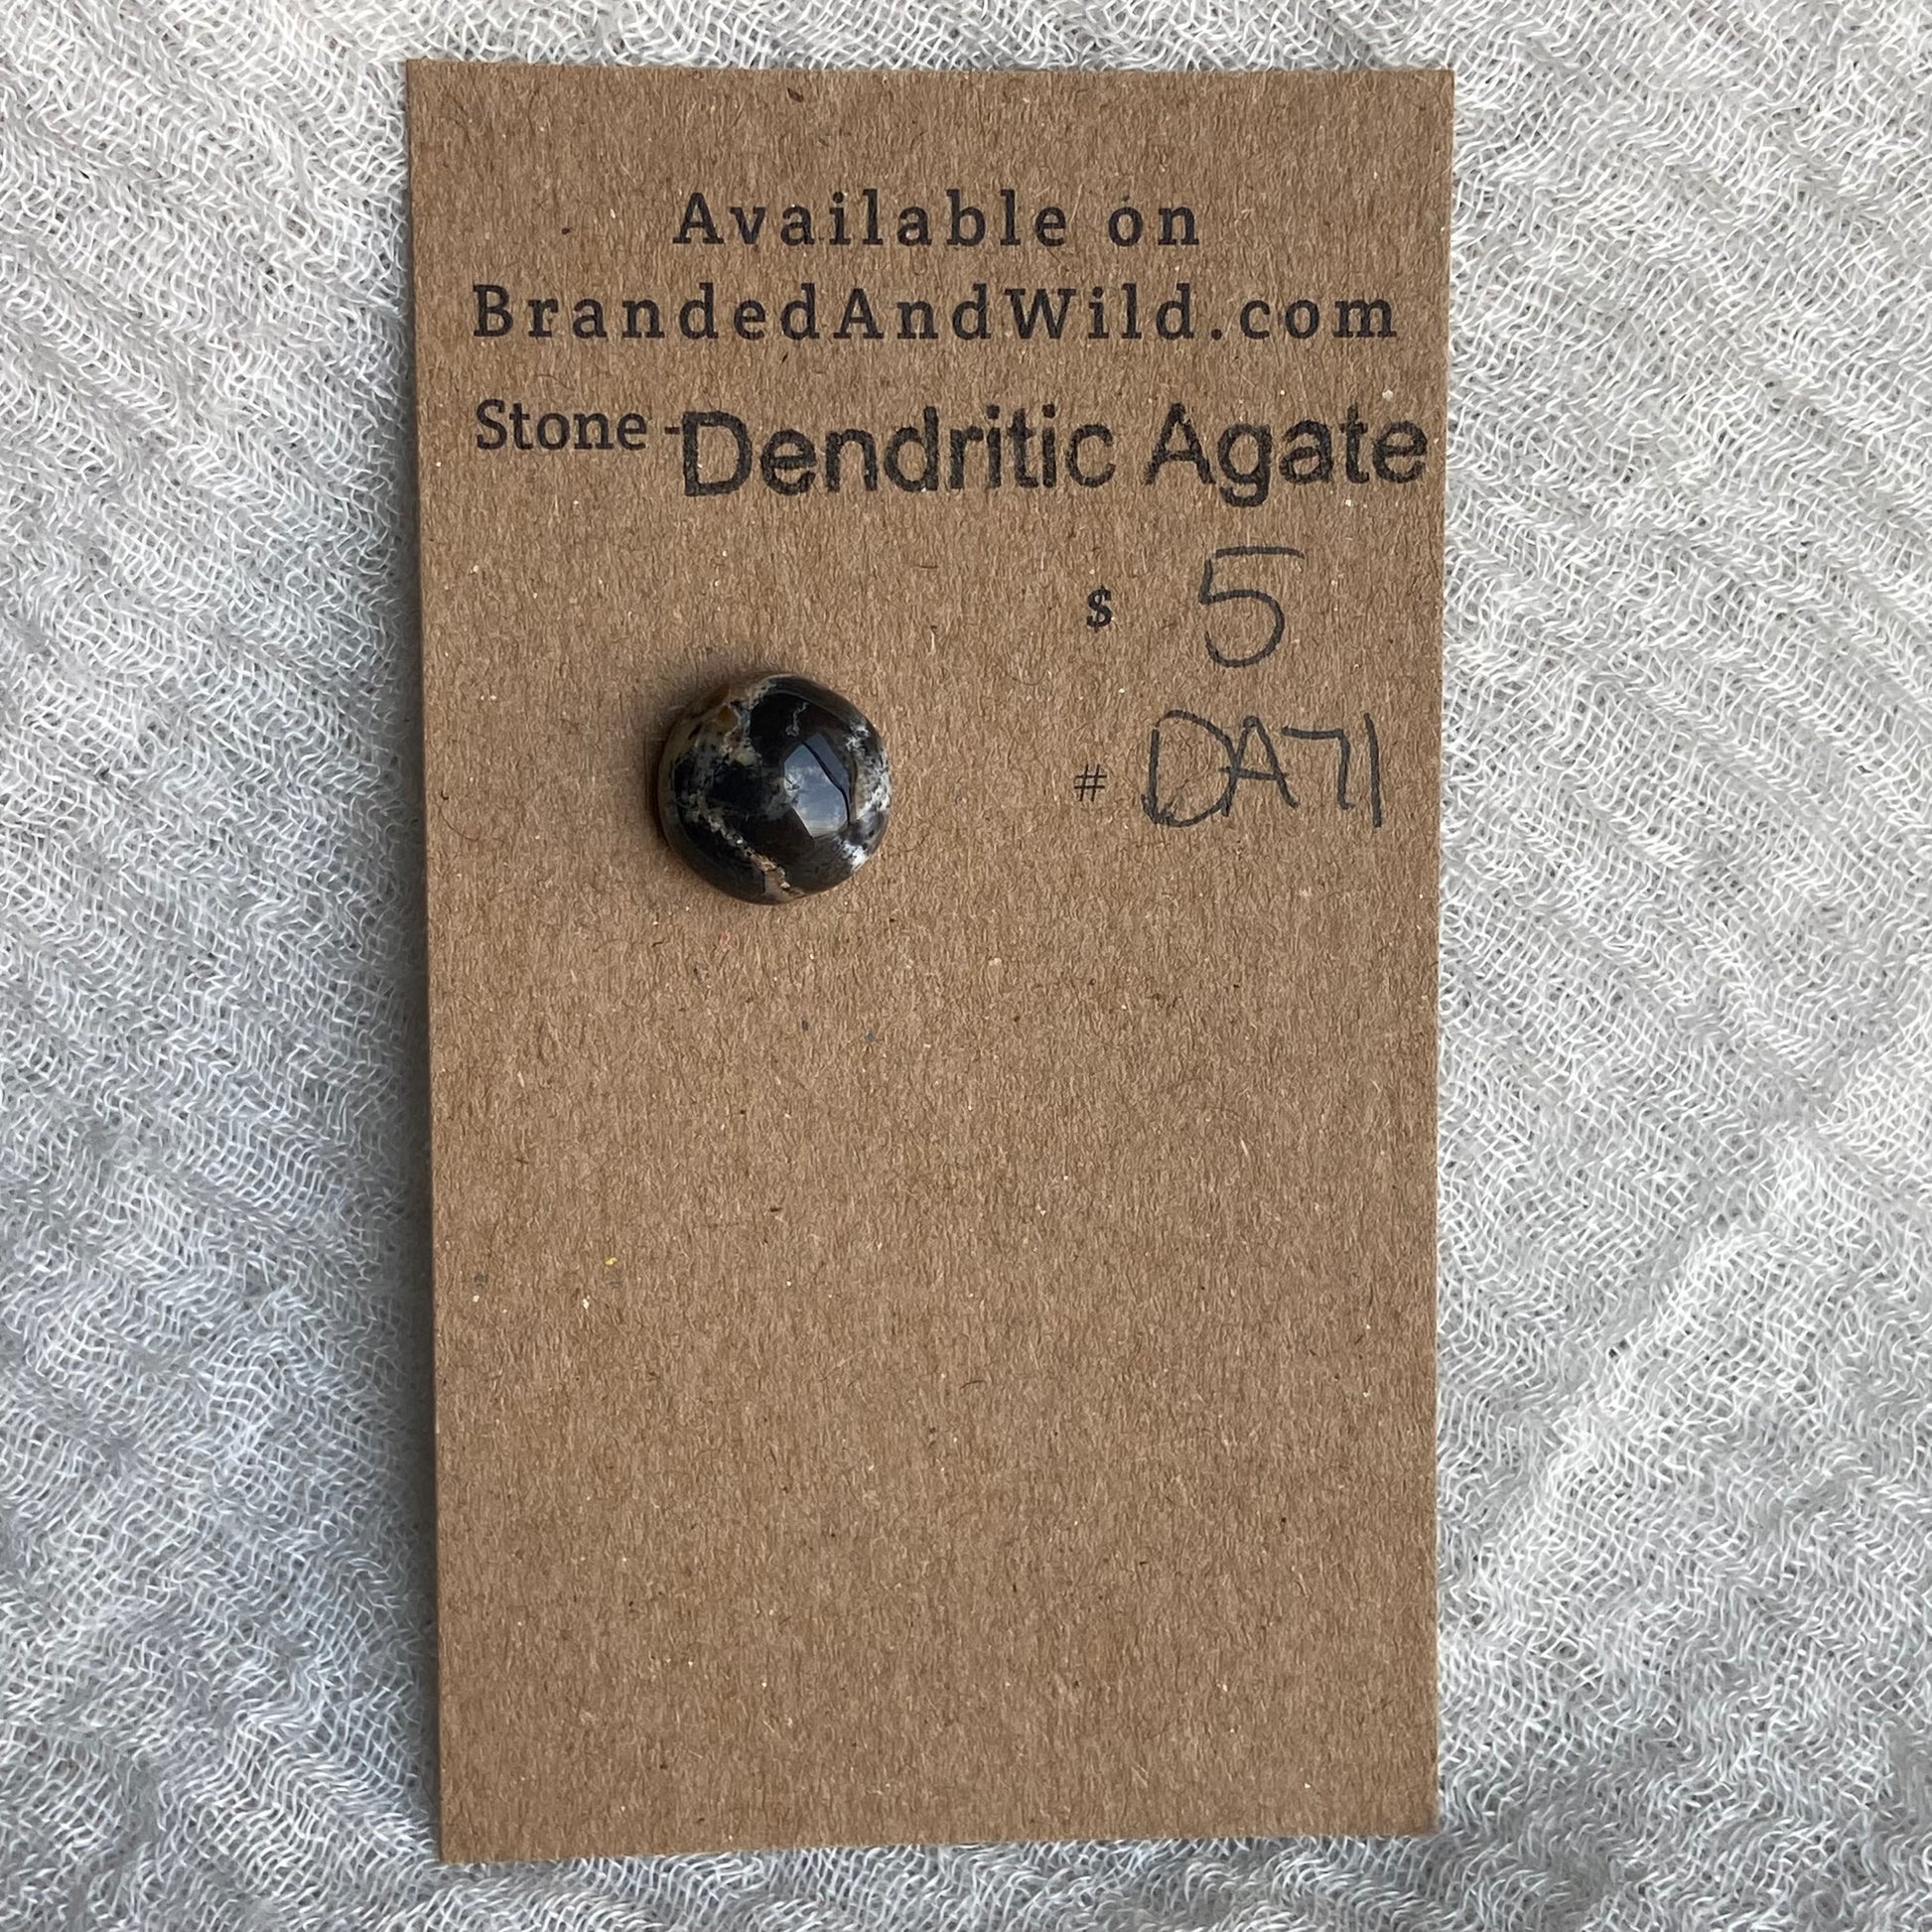 Available on
BrandedAndWild.com
Stone - Dendritic Agate
$ 5
# DA71